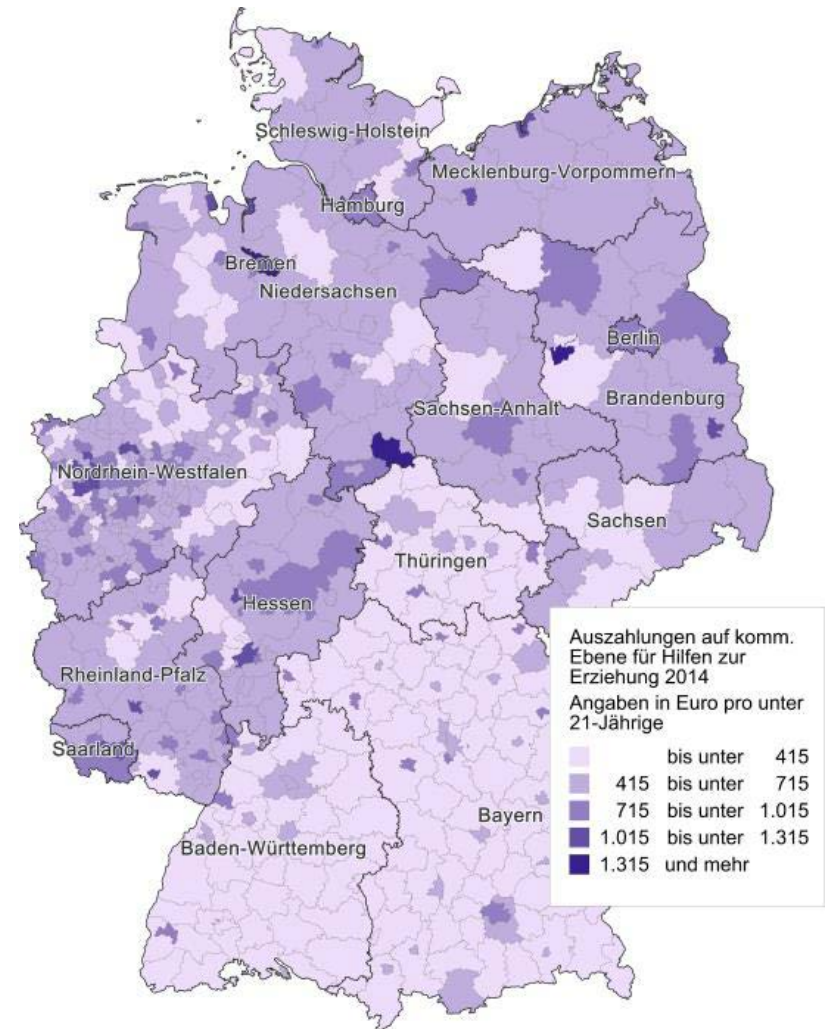 Schleswig-Holstein
Mecklenburg-Vorpommern
Hamburg
Bremen
Niedersachsen
Berlin
Brandenburg
Sachsen-Anhalt
Nordrhein-Westfalen
Sachsen
Thüringen
Hessen
Rheinland-Pfalz
Saarland
Bayern
Baden-Württemberg
Auszahlungen auf komm.
Ebene für Hilfen zur
Erziehung 2014
Angaben in Euro pro unter
21-Jährige
bis unter 415
415 bis unter 715
715 bis unter 1.015
1.015 bis unter 1.315
1.315 und mehr